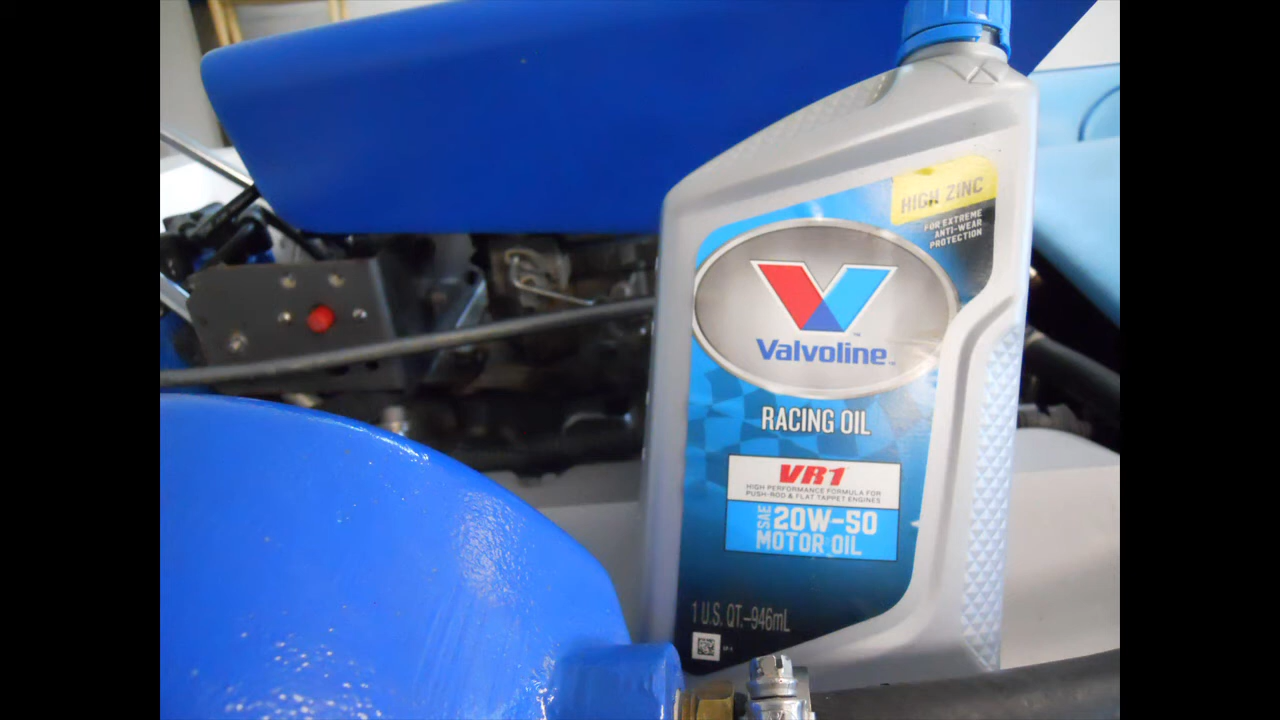 HIGH ZINC
FOR EXTREME
ANTI-WEAR
PROTECTION
Valvoline™
RACING OIL
VR1
HIGH PERFORMANCE FORMULA FOR
PUSH-ROD & FLAT TAPPET ENGINES
SAE 20W-50
MOTOR OIL
1 U.S. QT.-946mL